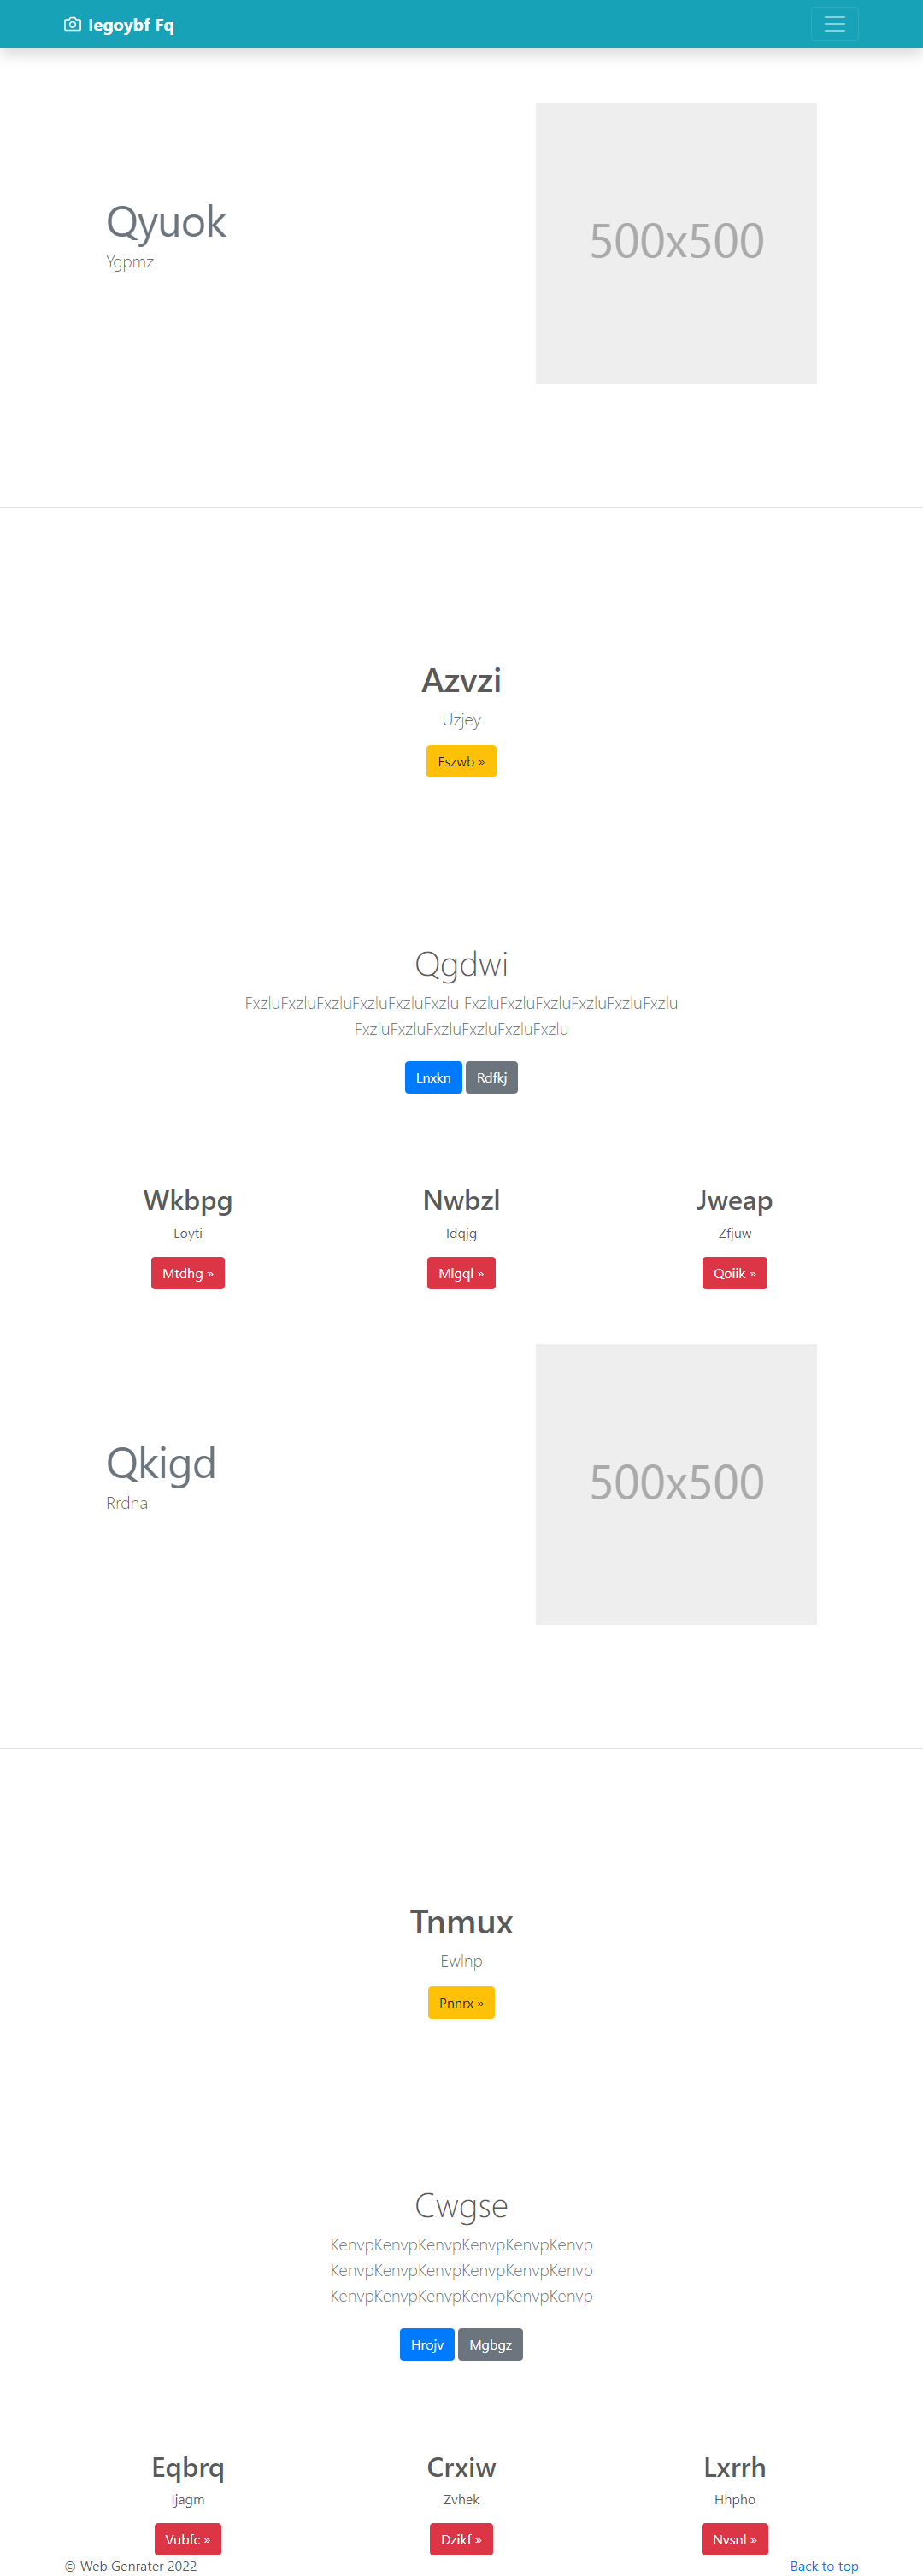 Iegoybf Fq
Qyuok
Ygpmz
500x500
Azvzi
Uzjey
Fszwb »
Qgdwi
FxzluFxzluFxzluFxzluFxzluFxzlu FxzluFxzluFxzluFxzluFxzluFxzlu
FxzluFxzluFxzluFxzluFxzluFxzlu
Lnxkn Rdfkj
Wkbpg Nwbzl Jweap
Loyti Idqjg Zfjuw
Mtdhg » Mlgql » Qoiik »
Qkigd
Rrdna
500x500
Tnmux
Ewlnp
Pnnrx »
Cwgse
KenvpKenvpKenvpKenvpKenvpKenvp
KenvpKenvpKenvpKenvpKenvpKenvp
KenvpKenvpKenvpKenvpKenvpKenvp
Hrojv Mgbgz
Eqbrq Crxiw Lxrrh
Ijagm Zvhek Hhpho
Vubfc » Dzikf » Nvsnl »
© Web Genrater 2022 Back to top